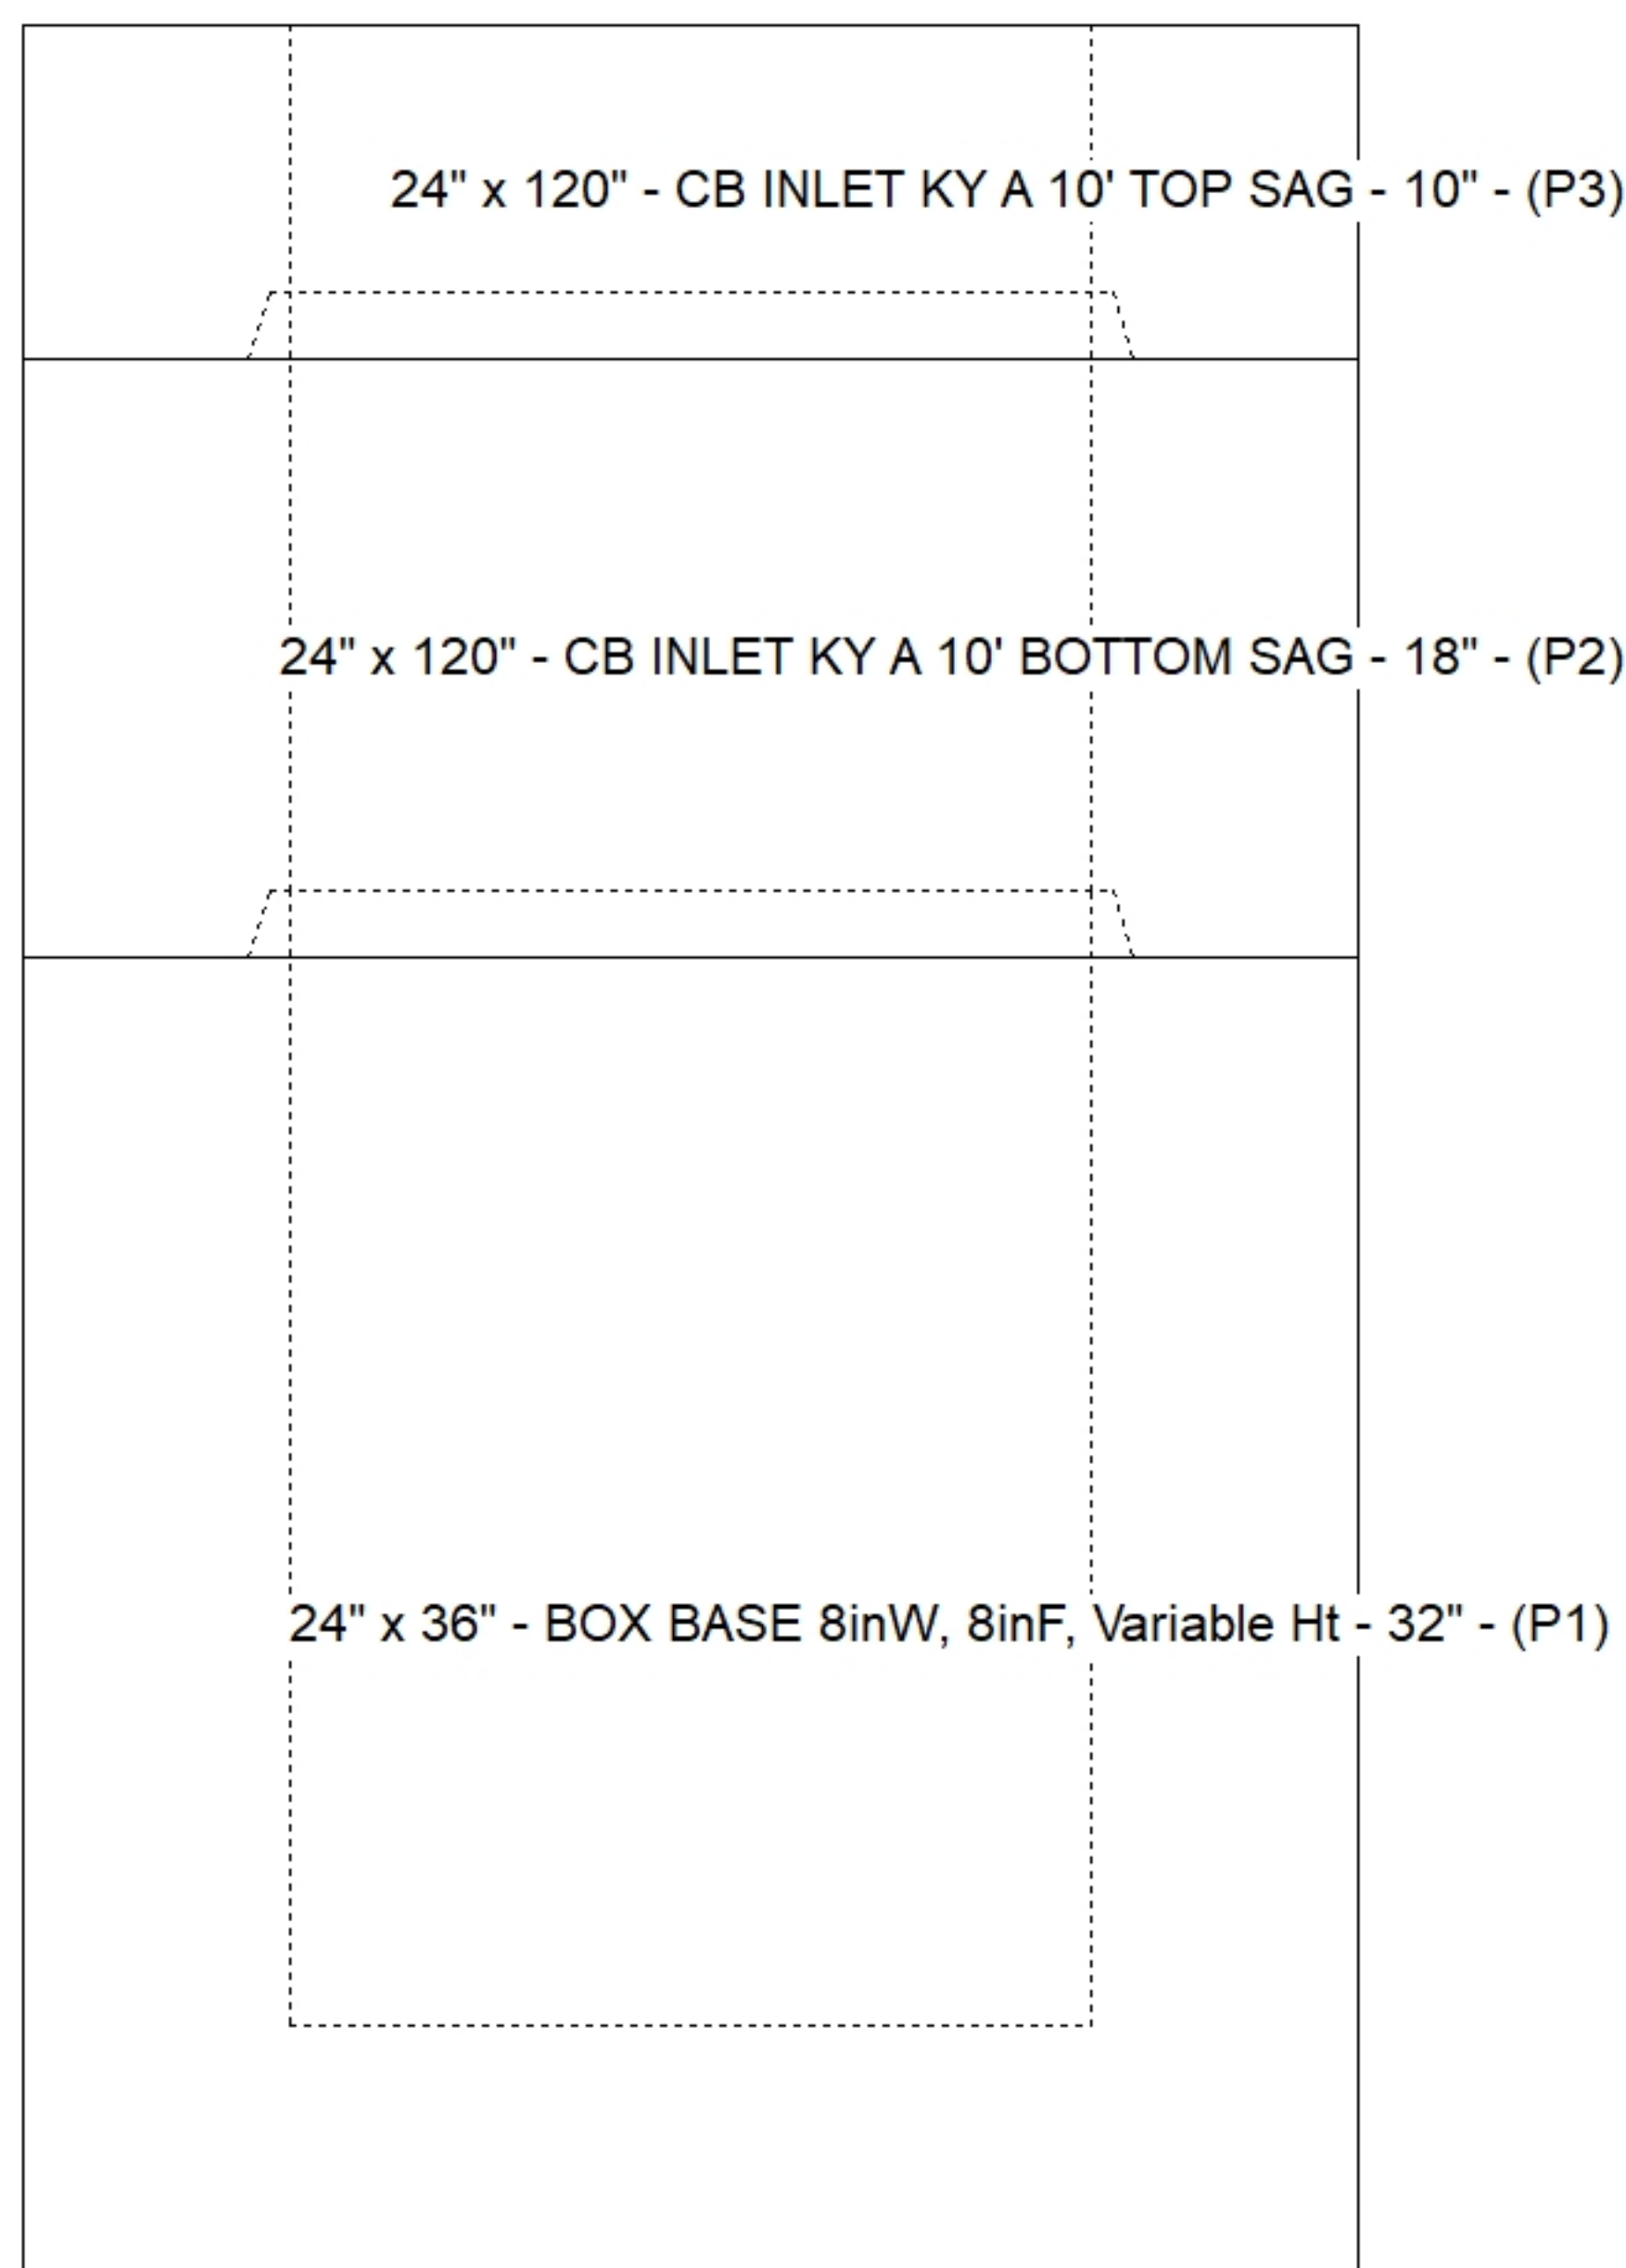 24" x 120" - CB INLET KY A 10' TOP SAG - 10" - (P3)
24" x 120" - CB INLET KY A 10' BOTTOM SAG - 18" - (P2)
24" x 36" - BOX BASE 8inW, 8inF, Variable Ht - 32" - (P1)